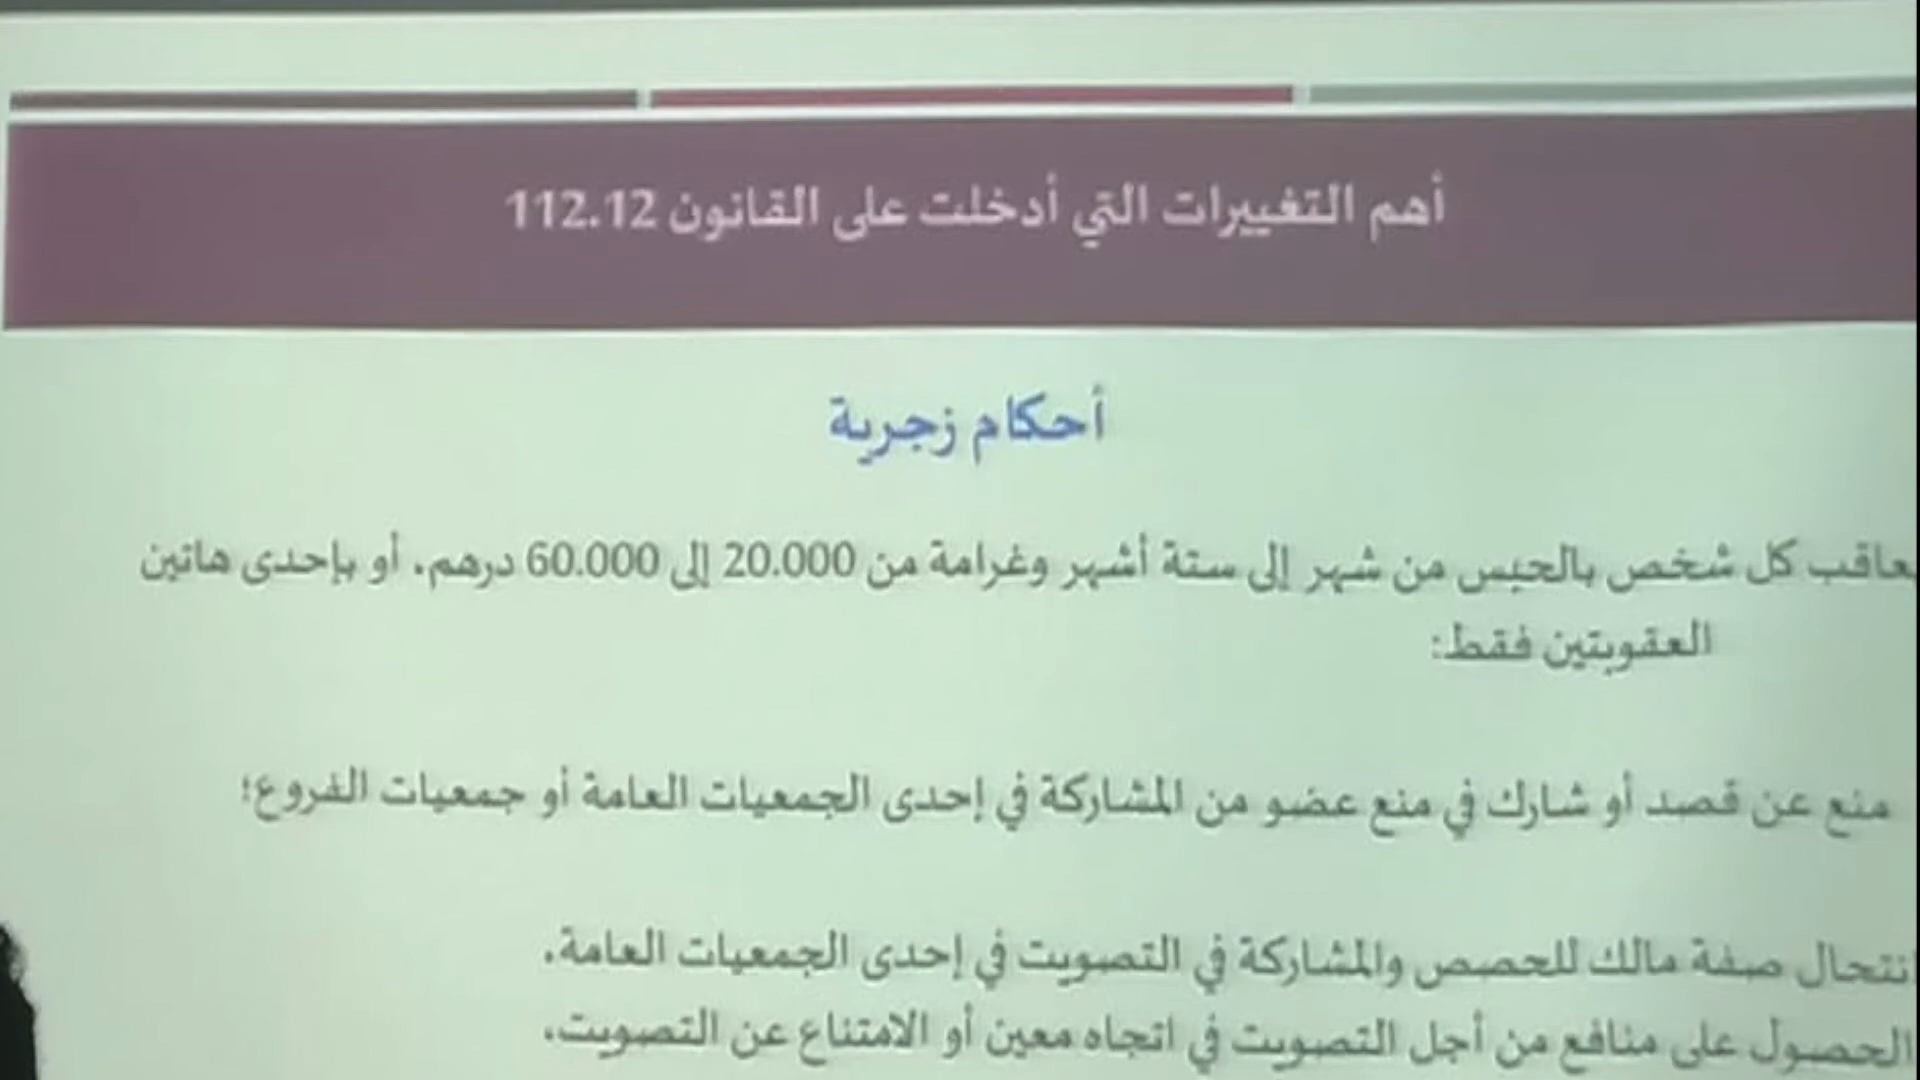 أهم التغييرات التي أدخلت على القانون 112.12
أحكام زجرية
يعاقب كل شخص بالحبس من شهر إلى ستة أشهر وغرامة من 20.000 إلى 60.000 درهم. أو بإحدى هاتين
العقوبتين فقط:
منع عن قصد أو شارك في منع عضو من المشاركة في إحدى الجمعيات العامة أو جمعيات الفروع؛
انتحال صفة مالك للحصص والمشاركة في التصويت في إحدى الجمعيات العامة.
الحصول على منافع من أجل التصويت في اتجاه معين أو الامتناع عن التصويت.